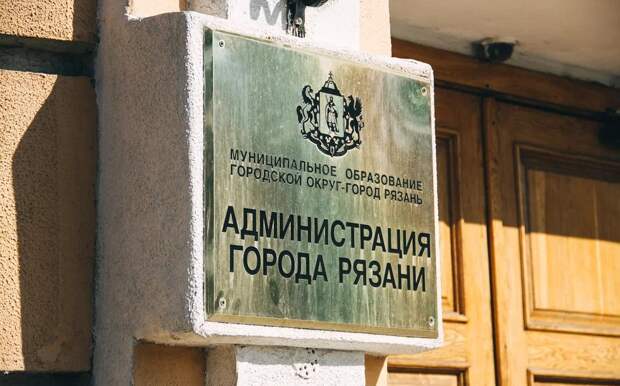 МУНИЦИПАЛЬНОЕ ОБРАЗОВАНИЕ
ГОРОДСКОЙ ОКРУГ-ГОРОД РЯЗАНЬ
АДМИНИСТРАЦИЯ
ГОРОДА РЯЗАНИ